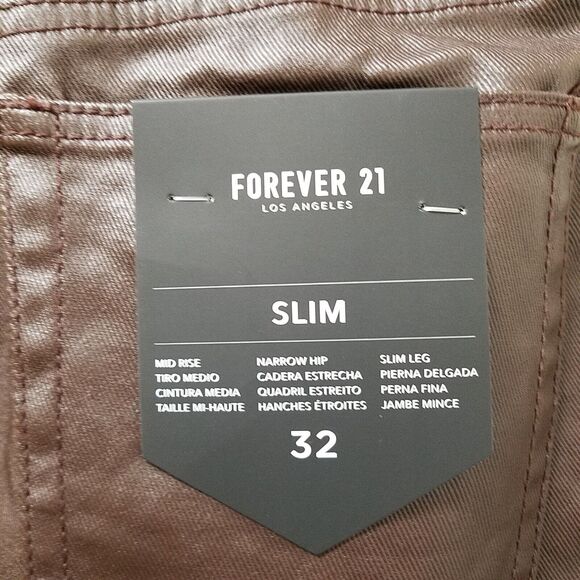 FOREVER 21
LOS ANGELES
SLIM
MID RISE NARROW HIP SLIM LEG
TIRO MEDIO CADERA ESTRECHA PIERNA DELGADA
CINTURA MEDIA QUADRIL ESTREITO PERNA FINA
TAILLE MI-HAUTE HANCHES ÉTROITES JAMBE MINCE
32